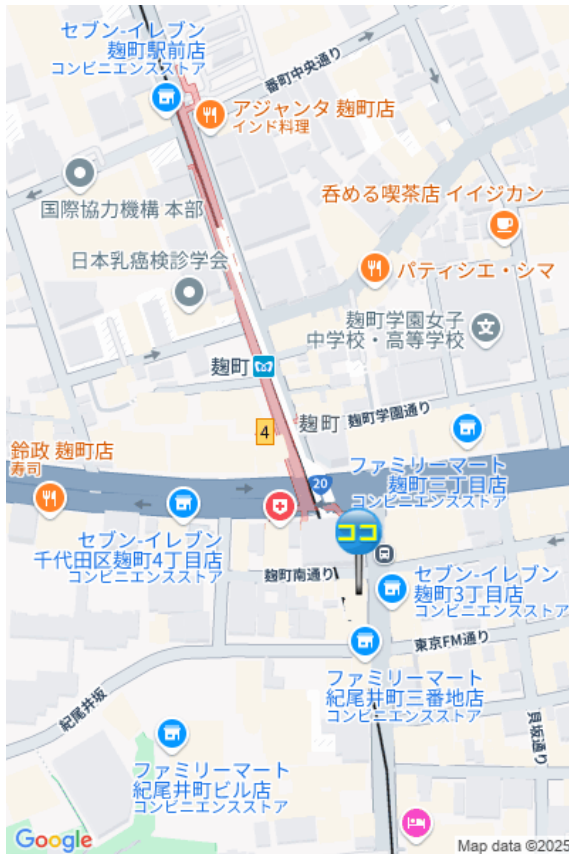 セブン-イレブン
麹町駅前店
コンビニエンスストア
番町中央通り
アジャンタ 麹町店
インド料理
国際協力機構 本部
呑める喫茶店 イイジカン
日本乳癌検診学会
パティシエ・シマ
麹町学園女子
中学校・高等学校
麹町
麹町
麹町学園通り
4
鈴政 麹町店
寿司
ファミリーマート
麹町三丁目店
コンビニエンスストア
20
セブン-イレブン
千代田区麹町4丁目店
コンビニエンスストア
ココ
麹町南通り
セブン-イレブン
麹町3丁目店
コンビニエンスストア
東京FM通り
ファミリーマート
紀尾井町三番地店
コンビニエンスストア
紀尾井坂
貝坂通り
ファミリーマート
紀尾井町ビル店
コンビニエンスストア
Google
Map data ©2025